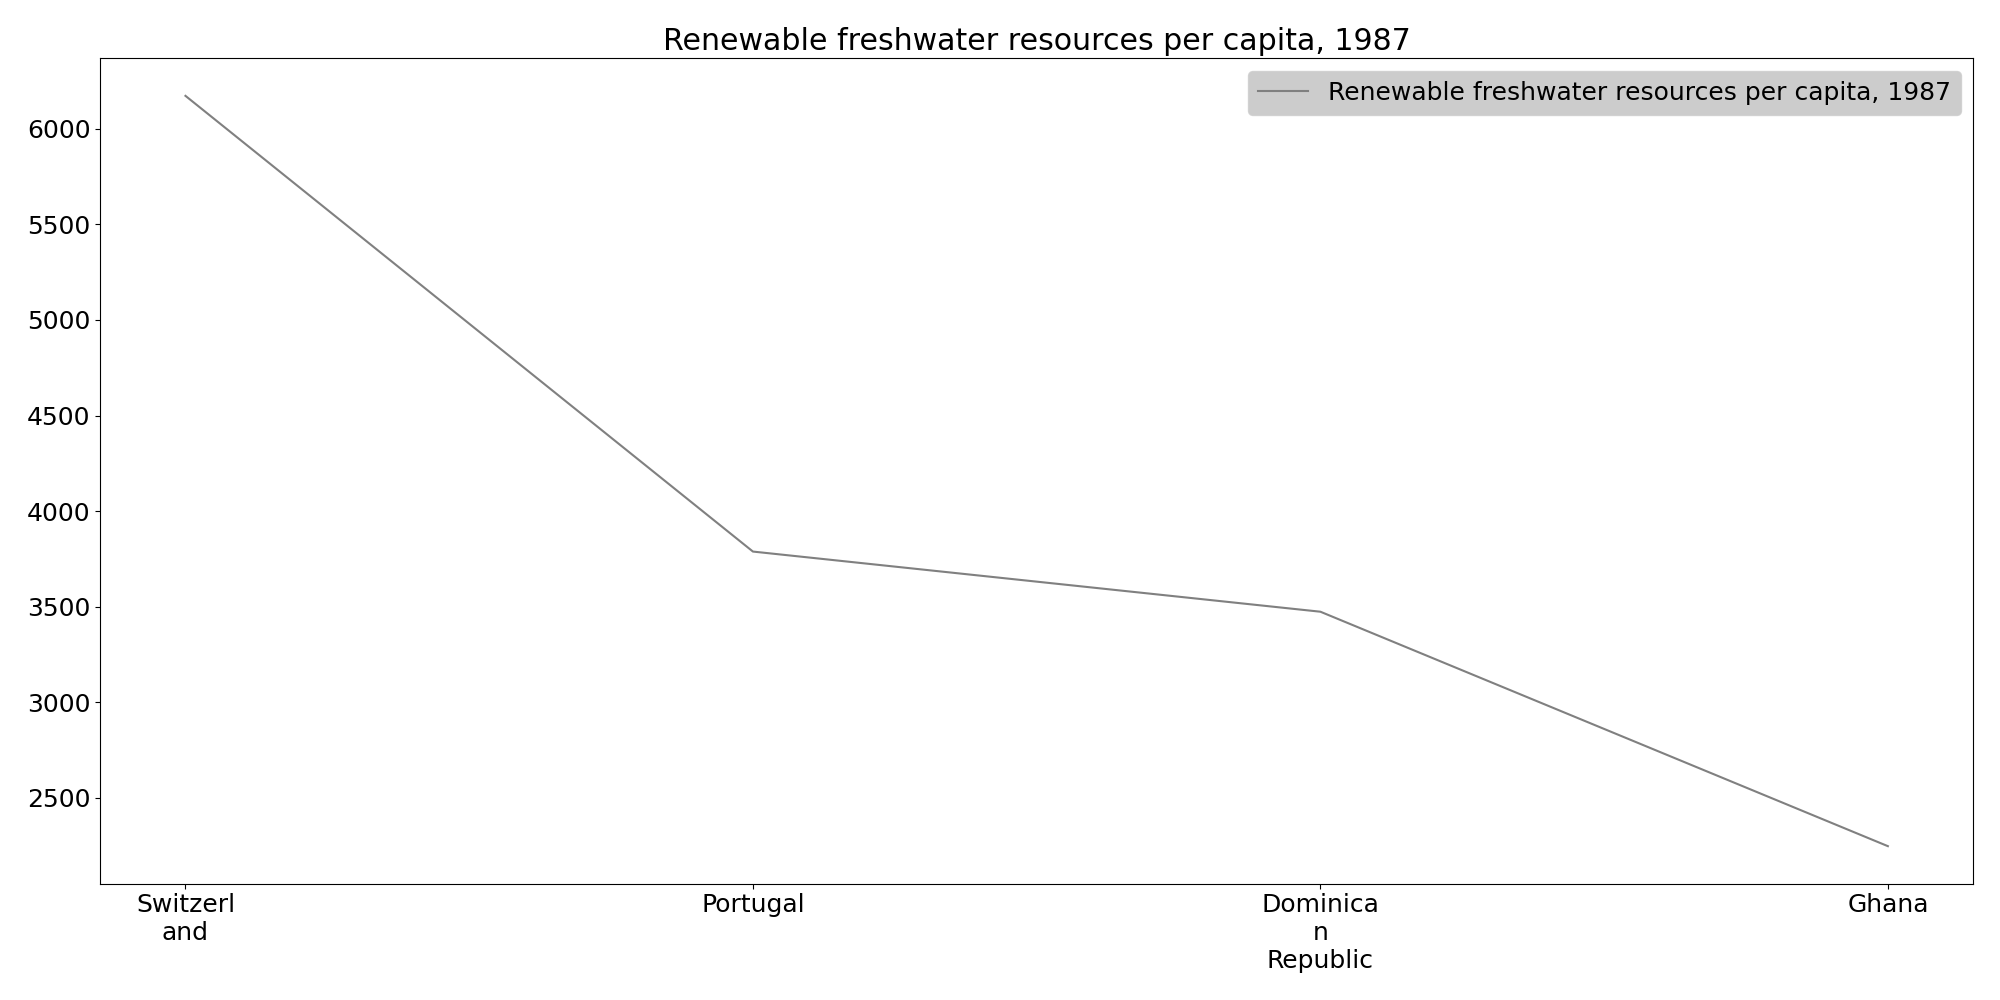 Renewable freshwater resources per capita, 1987
Renewable freshwater resources per capita, 1987
6000
5500
5000
4500
4000
3500
3000
2500
Switzerl
and
Portugal
Dominica
n
Republic
Ghana